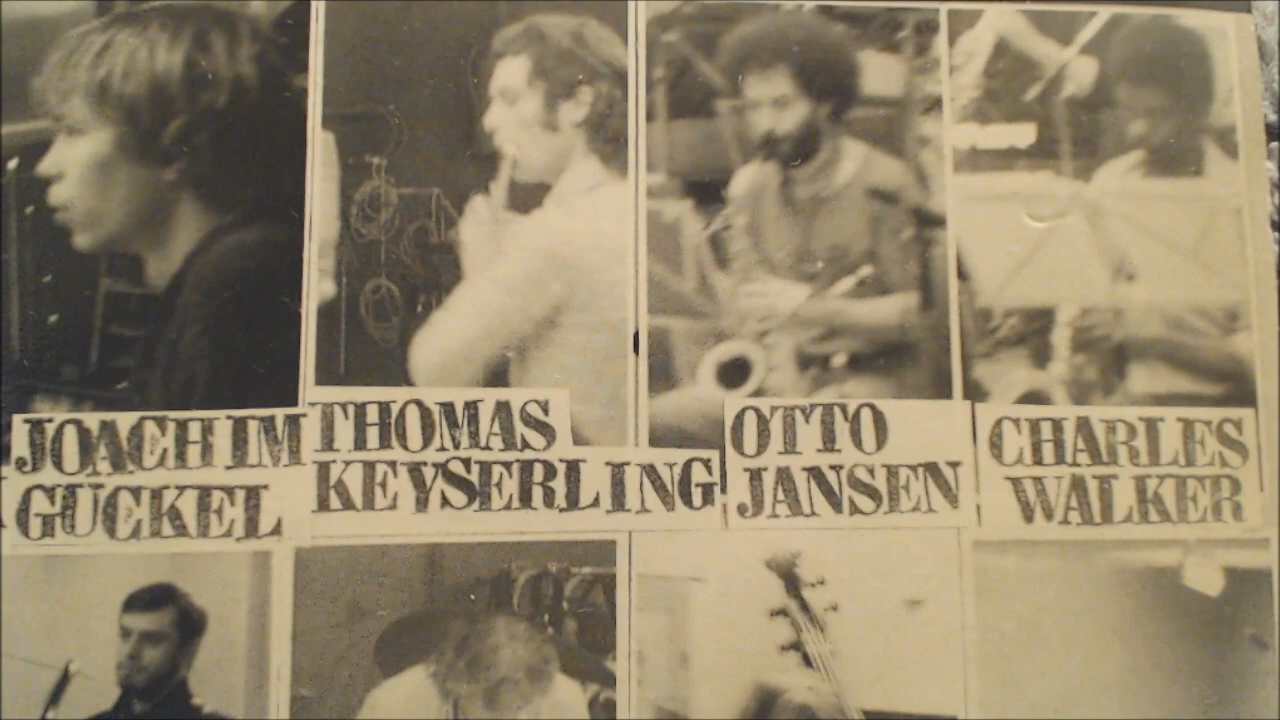 JOACHIM
GÜCKEL
THOMAS
KEYSERLING
OTTO
JANSEN
CHARLES
WALKER